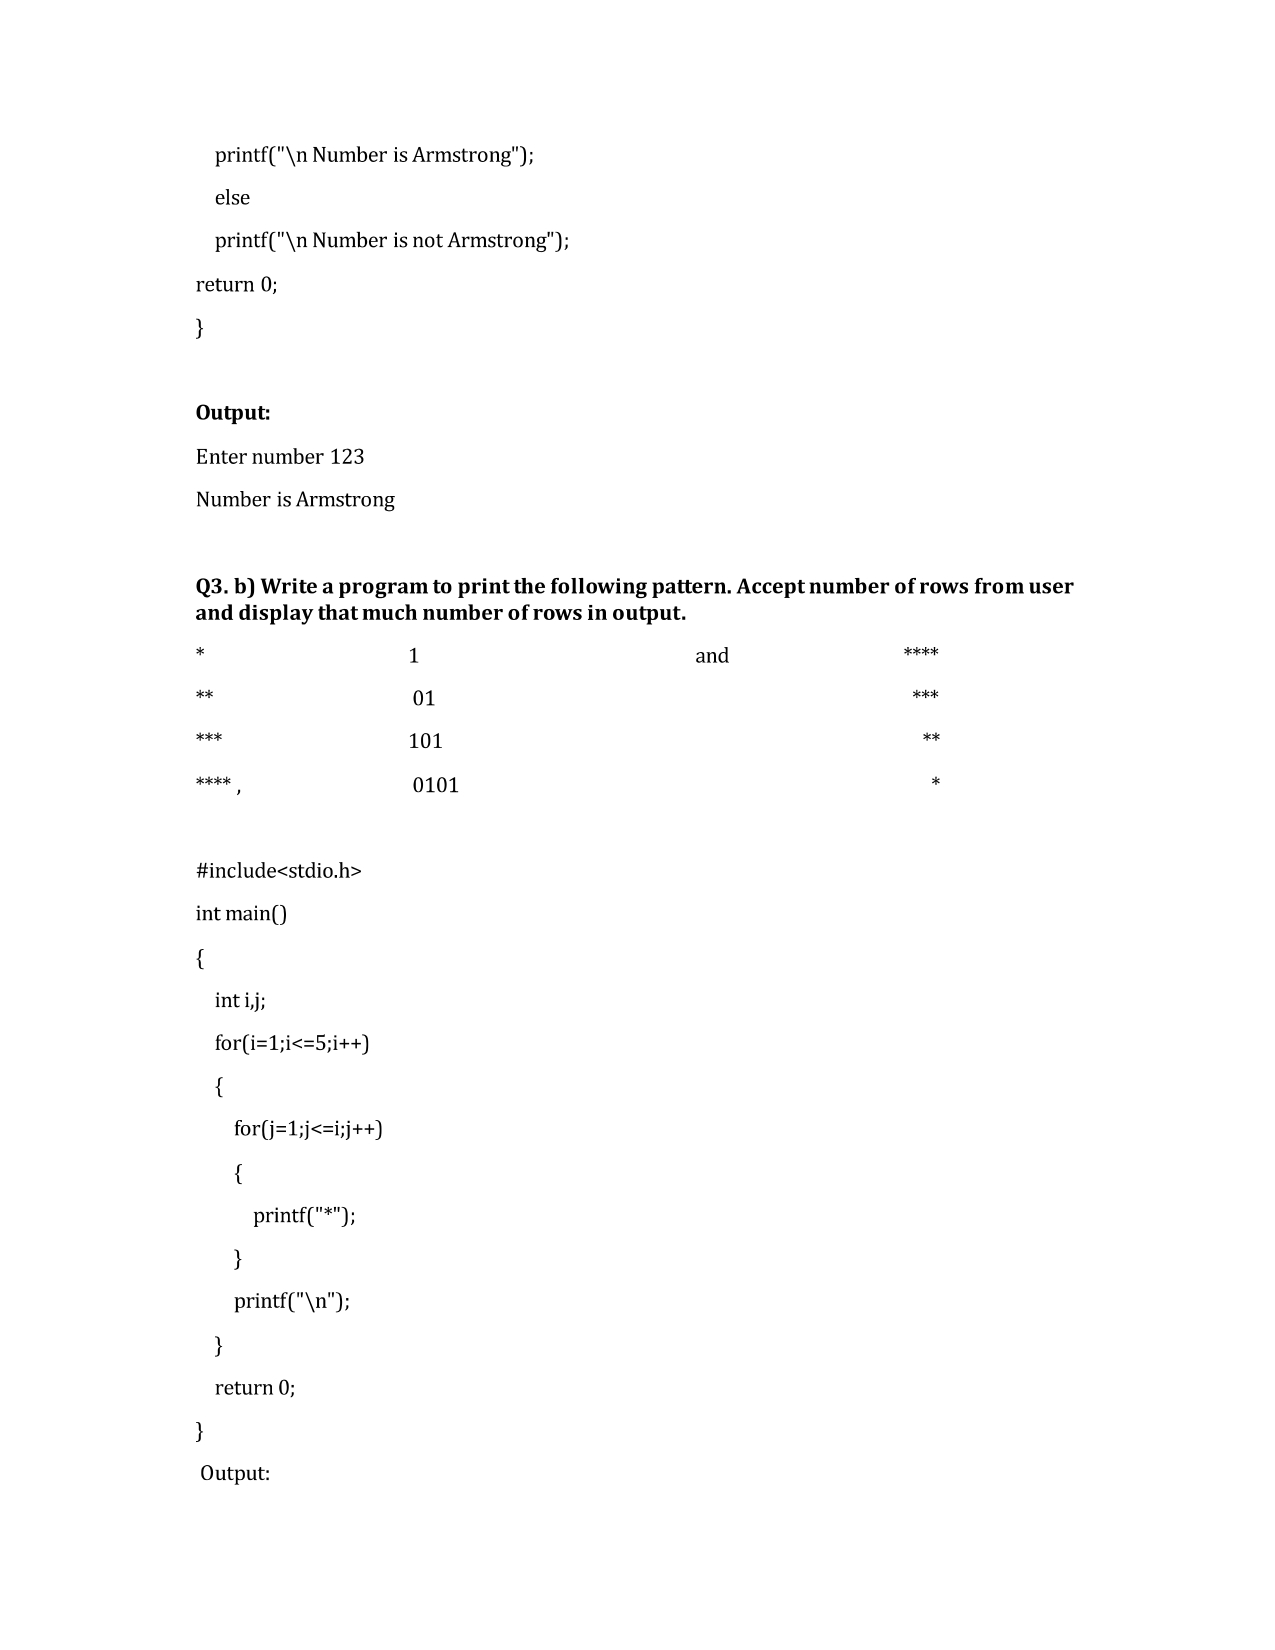 printf("\n Number is Armstrong");
else
printf("\n Number is not Armstrong");
return 0;
}
Output:
Enter number 123
Number is Armstrong
Q3. b) Write a program to print the following pattern. Accept number of rows from user
and display that much number of rows in output.
* 1 and ****
** 01 ***
*** 101 **
**** , 0101 *
#include<stdio.h>
int main()
{
int i,j;
for(i=1;i<=5;i++)
{
for(j=1;j<=i;j++)
{
printf("*");
}
printf("\n");
}
return 0;
}
Output: